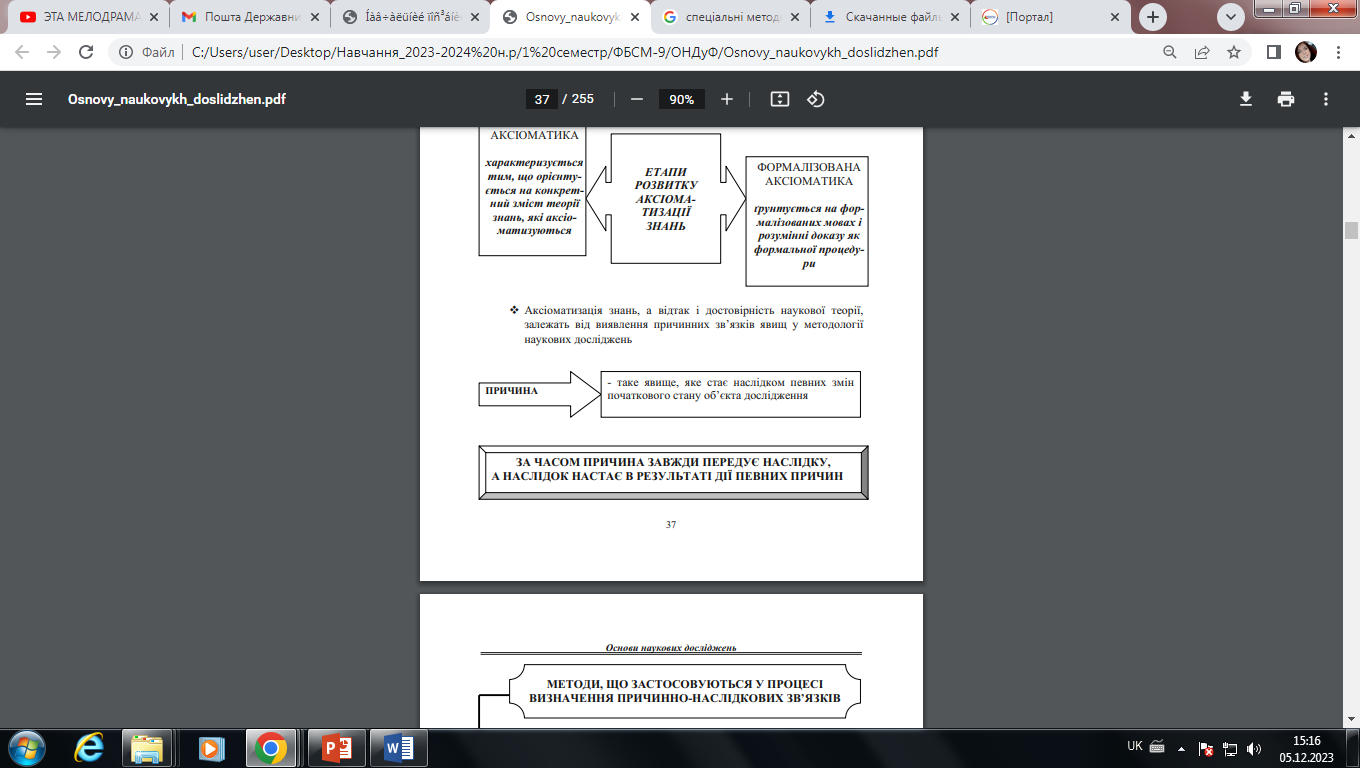 ЭТА МЕЛОДРАМА
Пошта Державни
Íàâ÷àëüíèé ïîñ³áíè
Osnovy_naukovyk
спеціальні метод
Скачанные файлы
[Портал]
Файл
C:/Users/user/Desktop/Навчання_2023-2024%20н.р/1%20семестр/ФБСМ-9/ОНДуФ/Osnovy_naukovykh_doslidzhen.pdf
Osnovy_naukovykh_doslidzhen.pdf
37 / 255
90%
АКСІОМАТИКА
характеризується
тим, що орієнту-
ється на конкрет-
ний зміст теорії
знань, які аксіо-
матизуються
ЕТАПИ
РОЗВИТКУ
АКСІОМА-
ТИЗАЦІЇ
ЗНАНЬ
ФОРМАЛІЗОВАНА
АКСІОМАТИКА
ґрунтується на фор-
малізованих мовах і
розумінні доказу як
формальної процеду-
ри
❖ Аксіоматизація знань, а відтак і достовірність наукової теорії,
залежать від виявлення причинних зв’язків явищ у методології
наукових досліджень
ПРИЧИНА
- таке явище, яке стає наслідком певних змін
початкового стану об’єкта дослідження
ЗА ЧАСОМ ПРИЧИНА ЗАВЖДИ ПЕРЕДУЄ НАСЛІДКУ,
А НАСЛІДОК НАСТАЄ В РЕЗУЛЬТАТІ ДІЇ ПЕВНИХ ПРИЧИН
37
Основи наукових досліджень
МЕТОДИ, ЩО ЗАСТОСОВУЮТЬСЯ У ПРОЦЕСІ
ВИЗНАЧЕННЯ ПРИЧИННО-НАСЛІДКОВИХ ЗВ’ЯЗКІВ
UK
15:16
05.12.2023